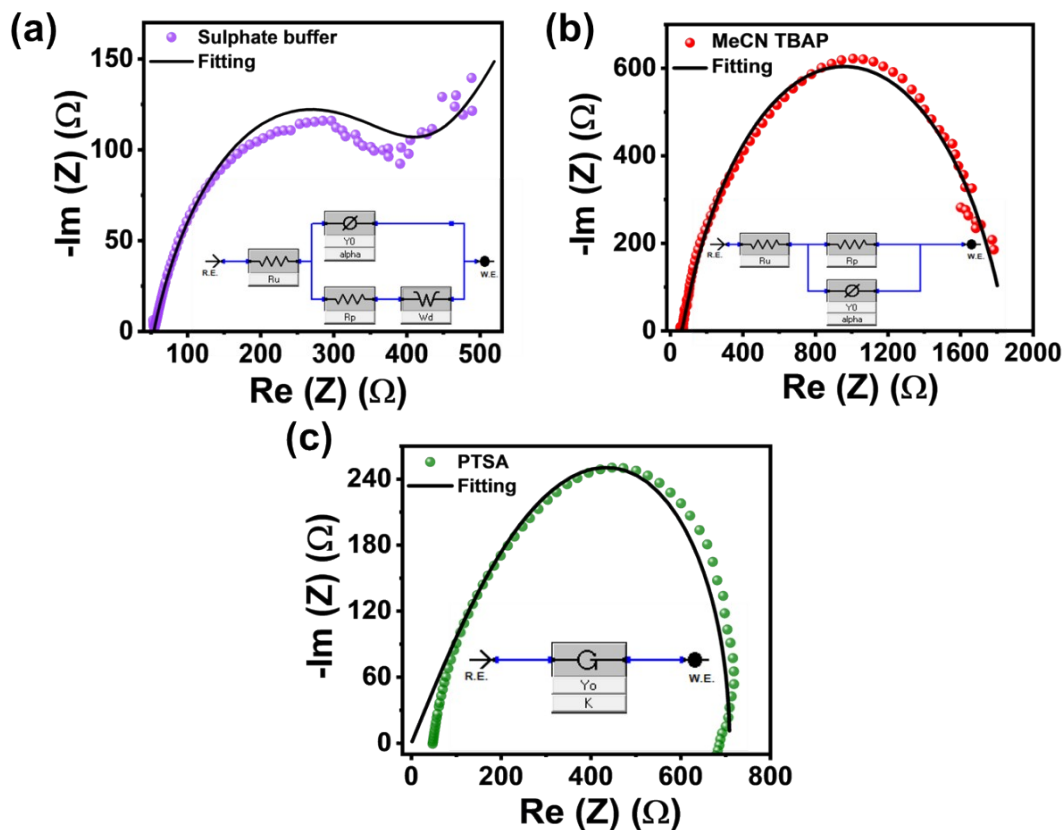 (a)
Sulphate buffer
Fitting
150
100
50
0
-Im (Z) (Ω)
R.E.
Ru
Y0
alpha
Rp
Wd
W.E.
100 200 300 400 500
Re (Z) (Ω)
(b)
MeCN TBAP
Fitting
600
400
200
0
-Im (Z) (Ω)
R.E.
Ru
Rp
Y0
alpha
W.E.
0 400 800 1200 1600 2000
Re (Z) (Ω)
(c)
PTSA
Fitting
240
180
120
60
0
-Im (Z) (Ω)
R.E.
G
Yo
K
W.E.
0 200 400 600 800
Re (Z) (Ω)